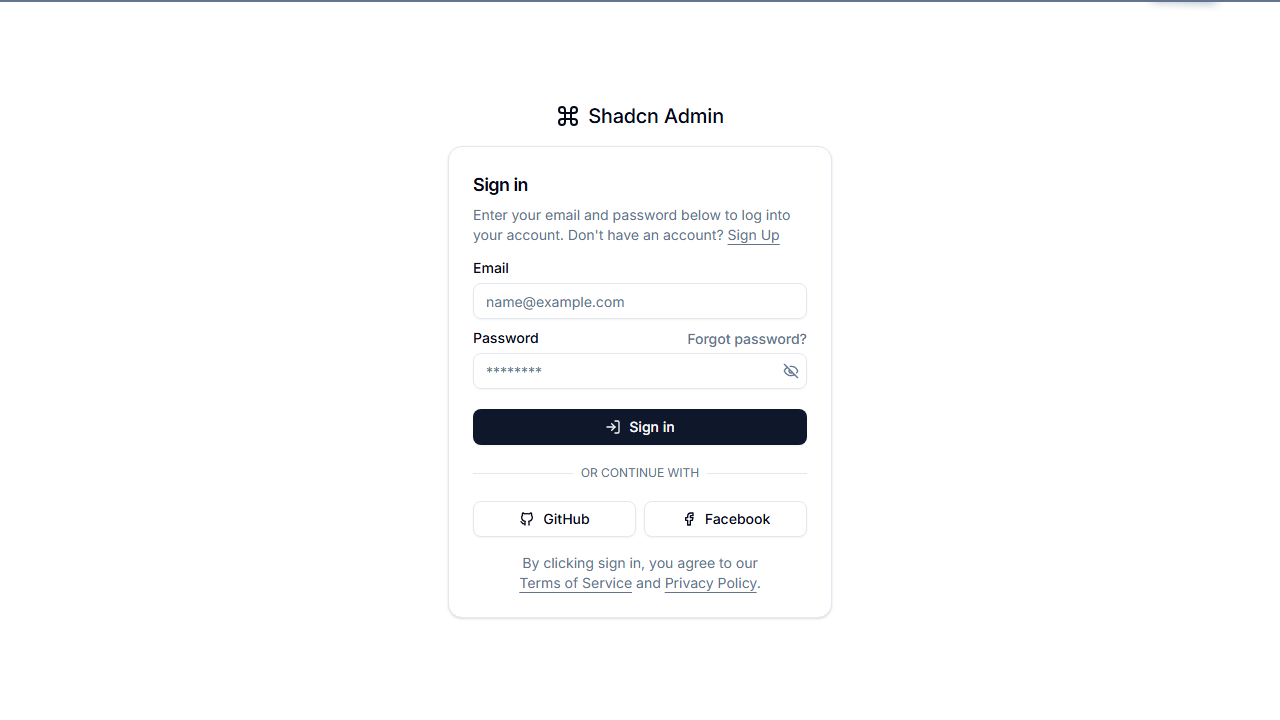 Shadcn Admin
Sign in
Enter your email and password below to log into
your account. Don't have an account? Sign Up
Email
name@example.com
Password
Forgot password?
********
Sign in
OR CONTINUE WITH
GitHub
Facebook
By clicking sign in, you agree to our
Terms of Service and Privacy Policy.